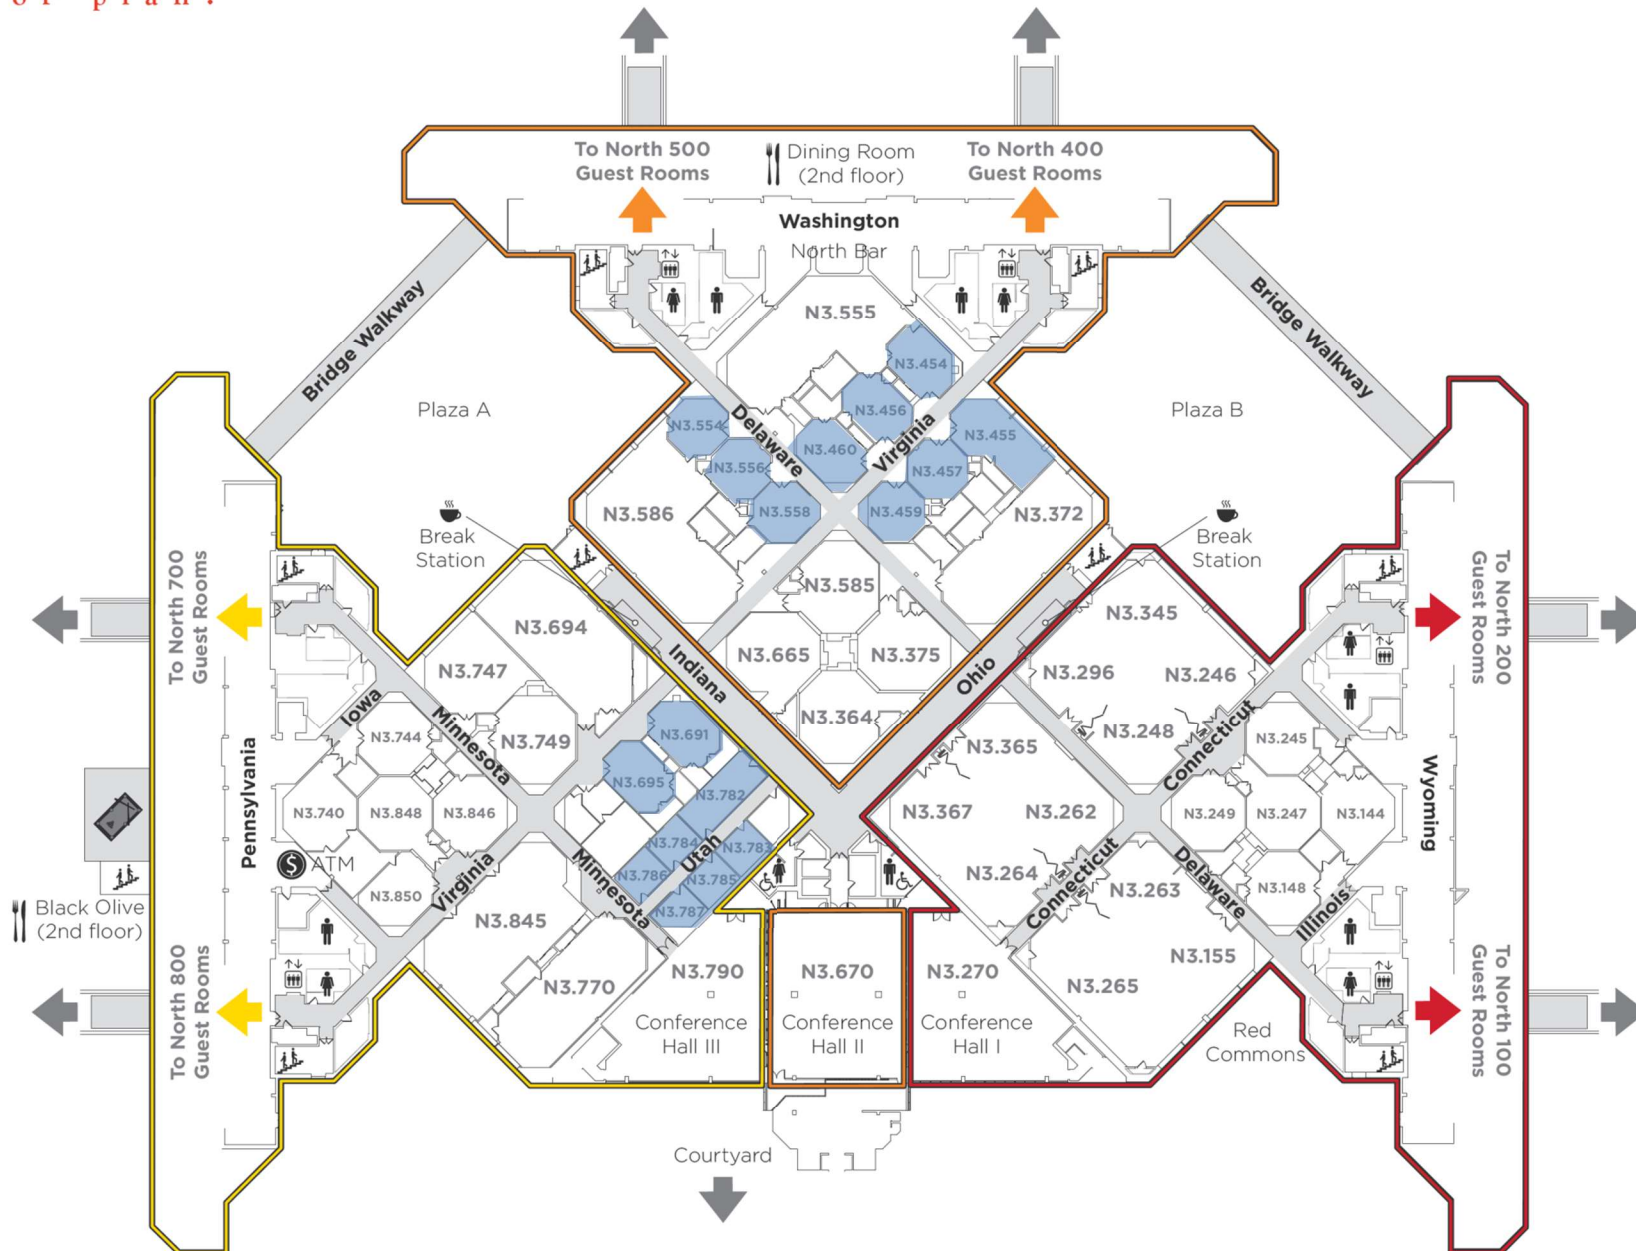 or plan.
To North 500
Guest Rooms
Dining Room
(2nd floor)
To North 400
Guest Rooms
Washington
North Bar
Bridge Walkway
Bridge Walkway
N3.555
N3.454
Plaza A
N3.554
Delaware
N3.456
Virginia
N3.455
Plaza B
N3.556
N3.460
N3.457
N3.586
N3.558
N3.459
N3.372
Break
Station
Break
Station
To North 700
Guest Rooms
N3.585
To North 200
Guest Rooms
N3.694
N3.345
N3.747
Indiana
N3.665
N3.375
Ohio
N3.296
N3.246
Iowa
Minnesota
N3.744
N3.749
N3.691
N3.364
N3.365
N3.248
Connecticut
N3.245
Pennsylvania
N3.695
N3.782
Wyoming
N3.740
N3.848
N3.846
N3.367
N3.262
N3.249
N3.247
N3.144
ATM
N3.784
Utah
N3.783
N3.786
N3.785
N3.787
Minnesota
N3.264
Connecticut
N3.263
Delaware
N3.148
Illinois
N3.850
Virginia
Black Olive
(2nd floor)
N3.845
N3.155
To North 800
Guest Rooms
N3.770
N3.790
N3.670
N3.270
N3.265
To North 100
Guest Rooms
Conference
Hall III
Conference
Hall II
Conference
Hall I
Red
Commons
Courtyard